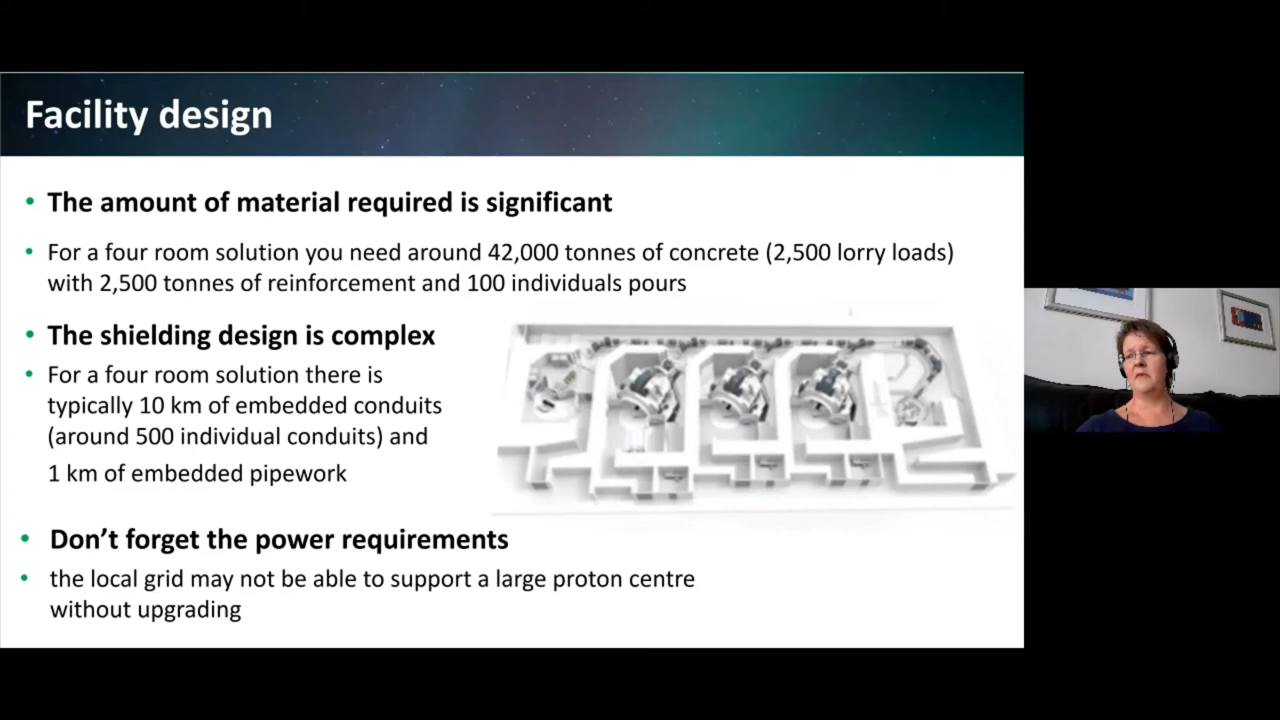 Facility design
• The amount of material required is significant
• For a four room solution you need around 42,000 tonnes of concrete (2,500 lorry loads)
with 2,500 tonnes of reinforcement and 100 individuals pours
• The shielding design is complex
• For a four room solution there is
typically 10 km of embedded conduits
(around 500 individual conduits) and
1 km of embedded pipework
• Don’t forget the power requirements
• the local grid may not be able to support a large proton centre
without upgrading